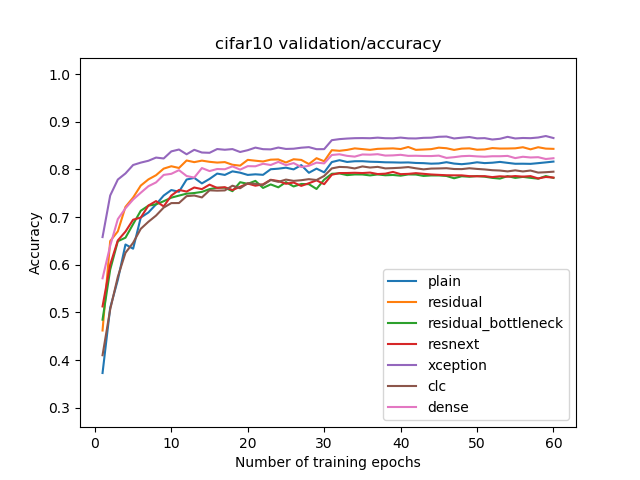 cifar10 validation/accuracy
1.0
0.9
0.8
0.7
0.6
0.5
0.4
0.3
Accuracy
plain
residual
residual_bottleneck
resnext
xception
clc
dense
0 10 20 30 40 50 60
Number of training epochs